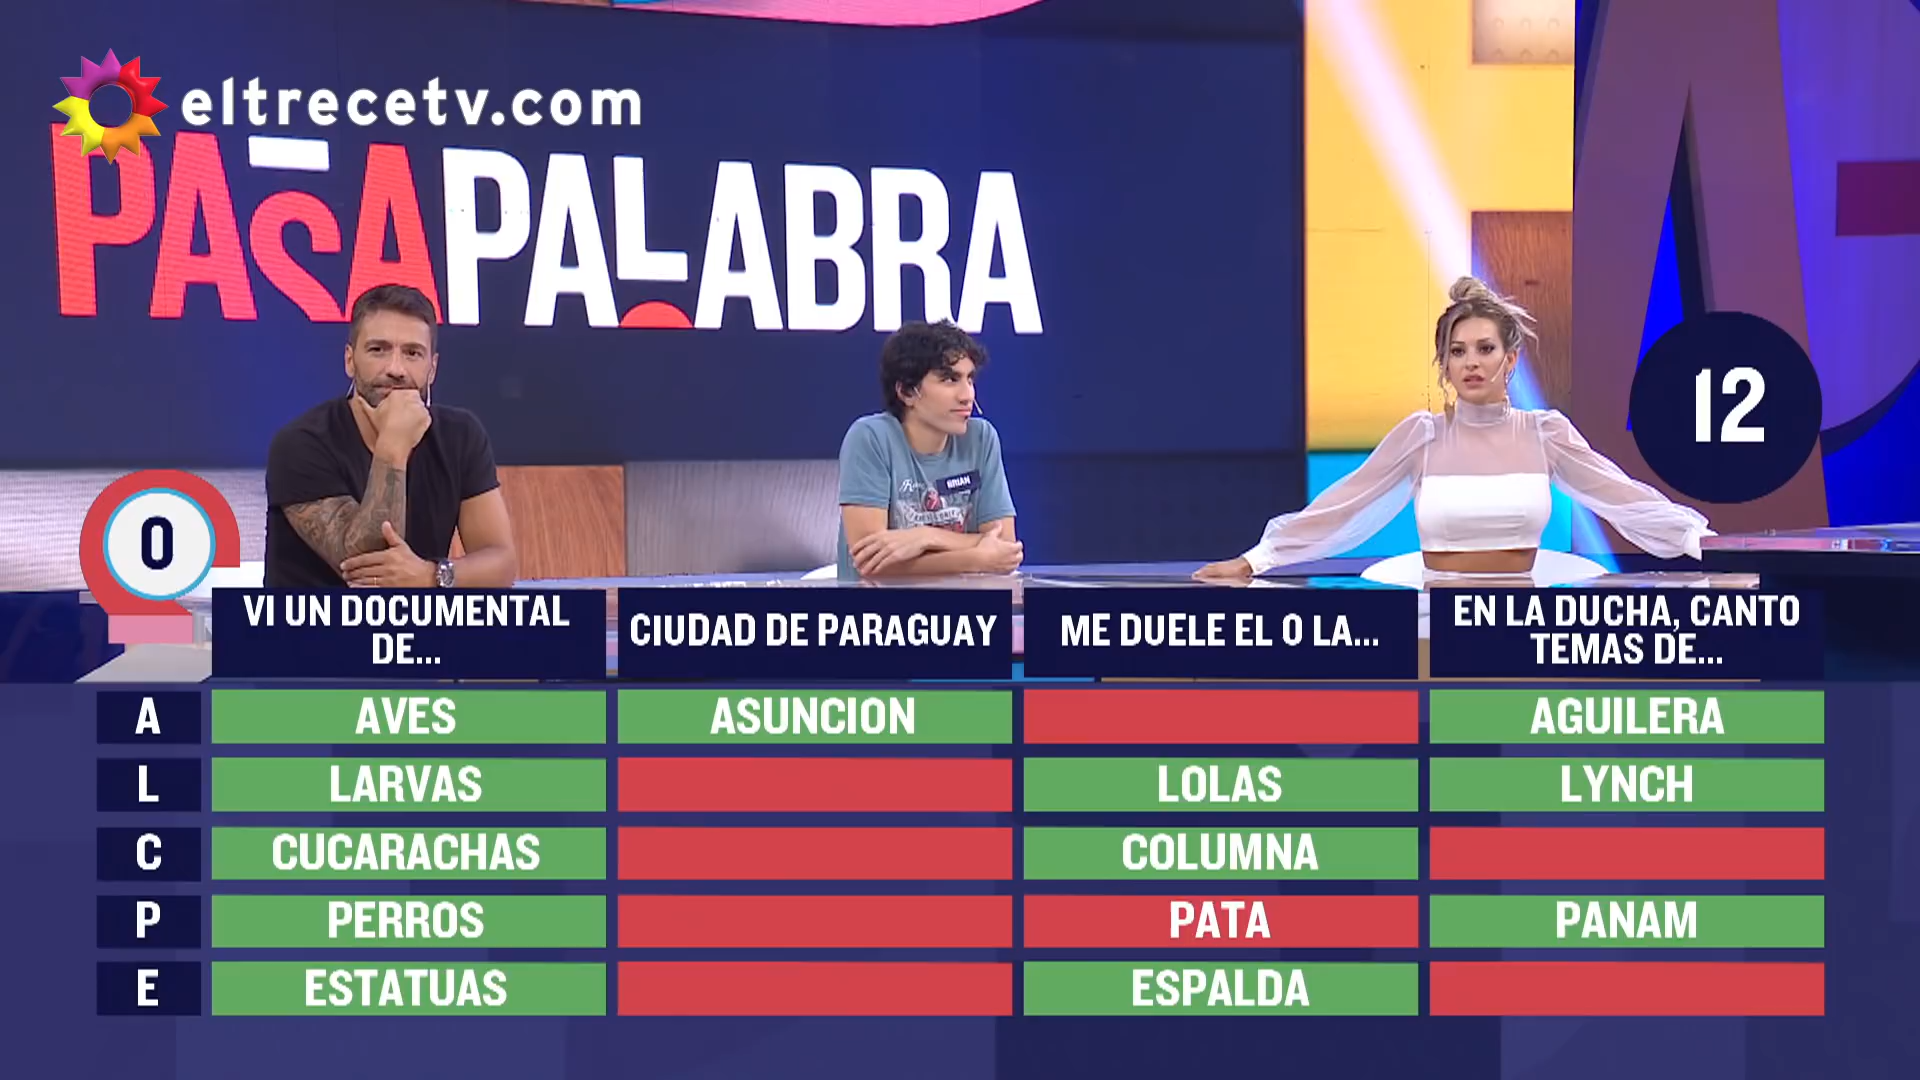 eltrecetv.com
PASAPALABRA
12
BRIAN
0
VI UN DOCUMENTAL
DE...
CIUDAD DE PARAGUAY
ME DUELE EL O LA...
EN LA DUCHA, CANTO
TEMAS DE...
A AVES ASUNCION AGUILERA
L LARVAS LOLAS LYNCH
C CUCARACHAS COLUMNA
P PERROS PATA PANAM
E ESTATUAS ESPALDA